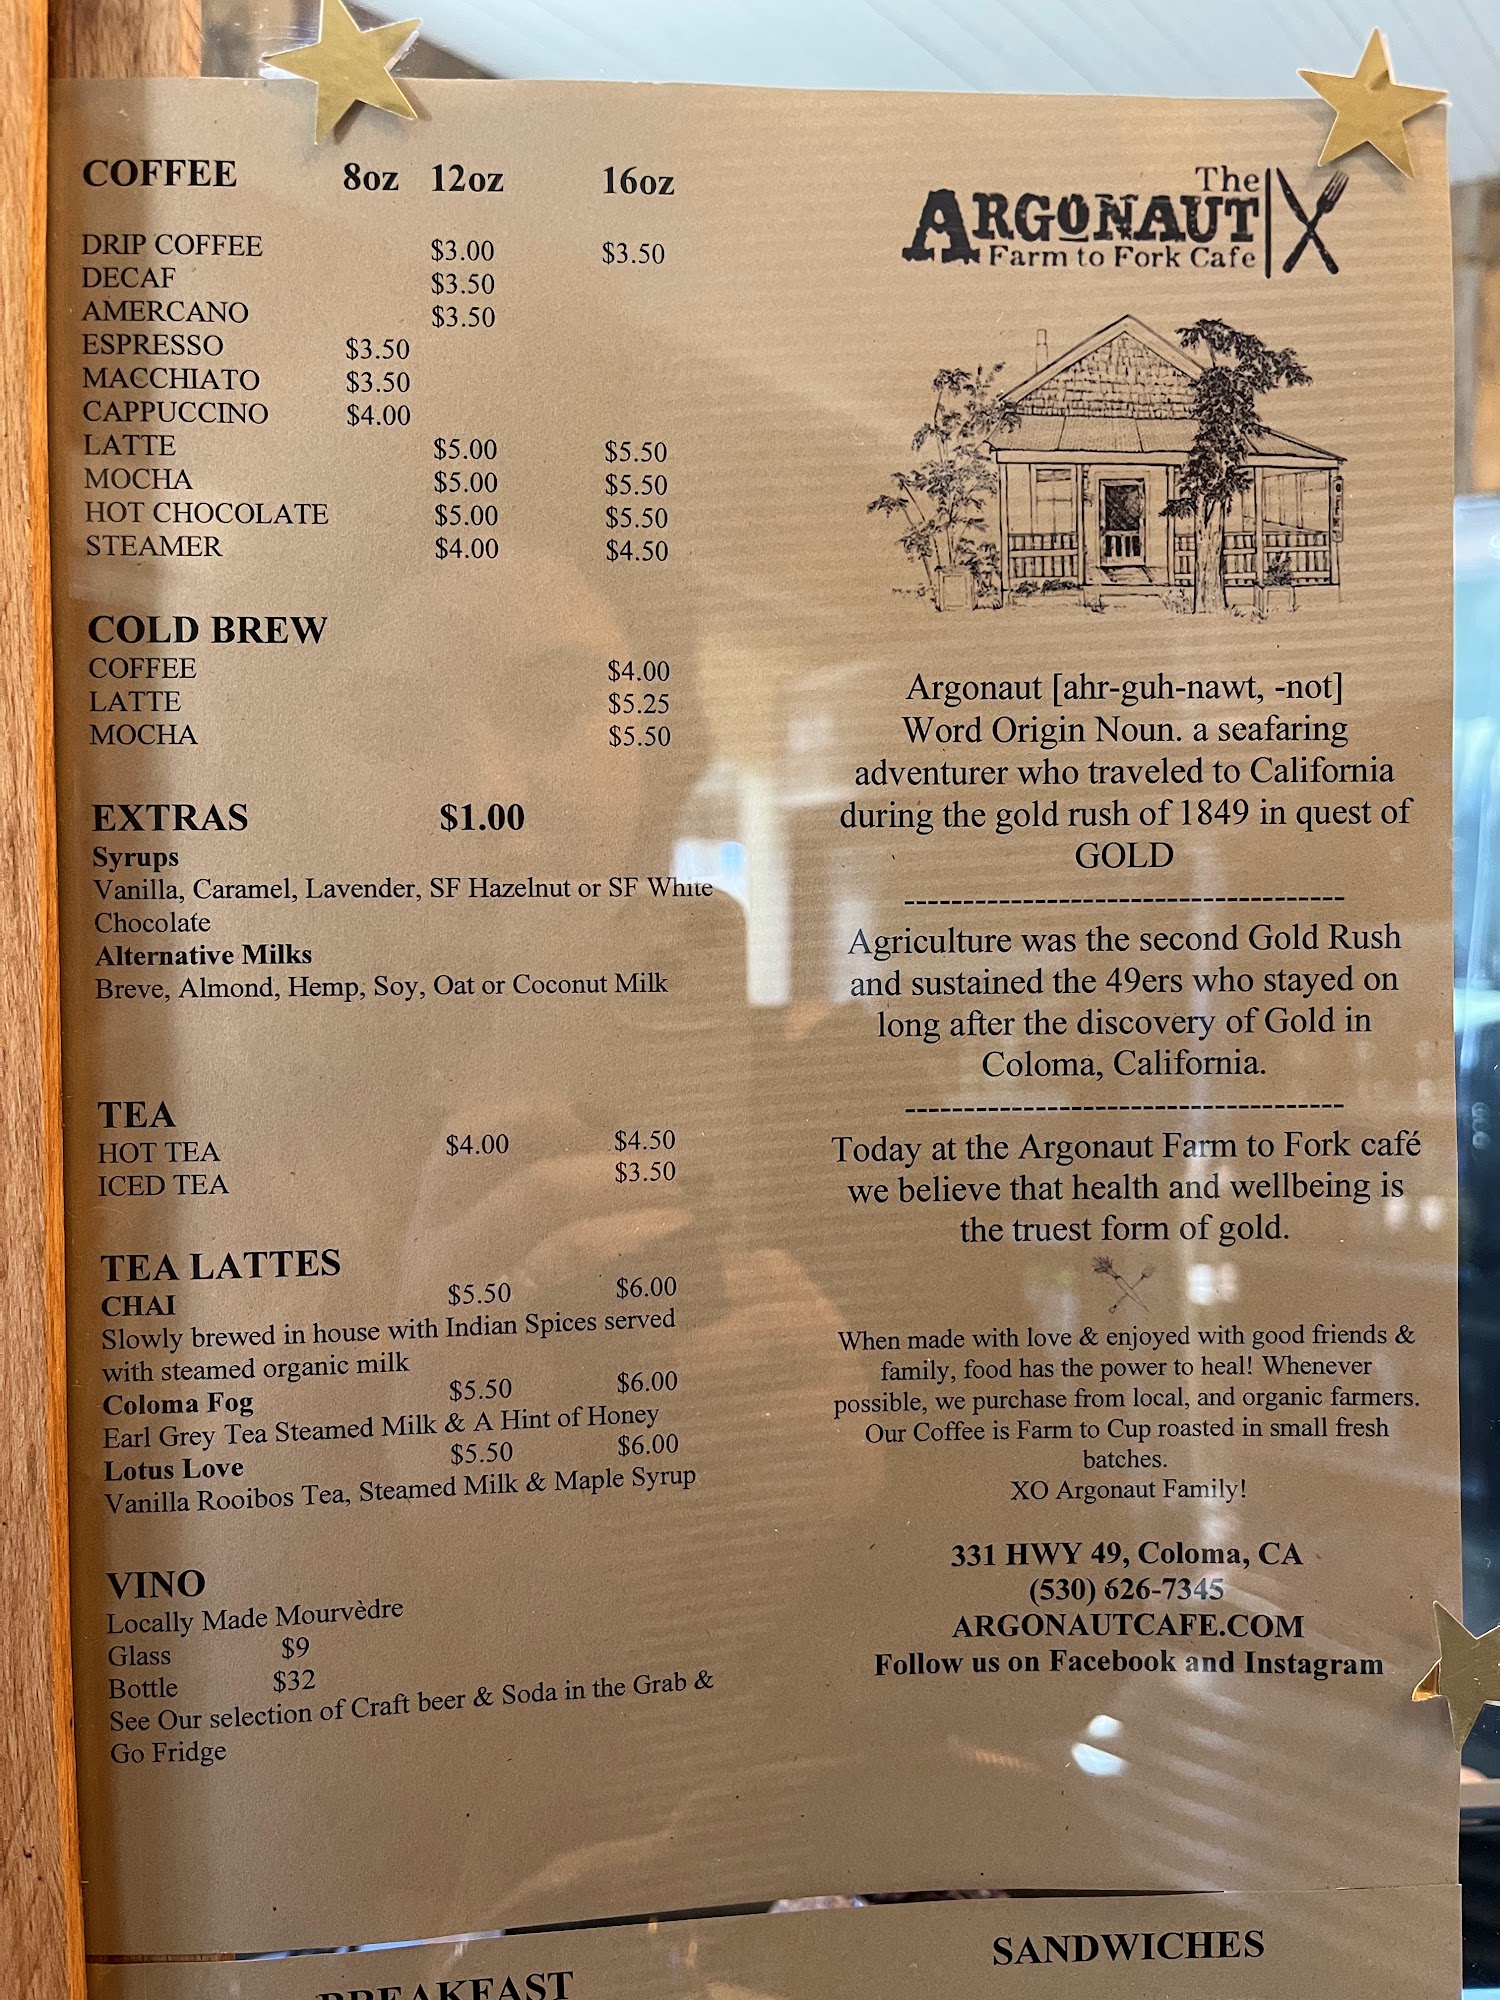 COFFEE 8oz 12oz 16oz
DRIP COFFEE $3.00 $3.50
DECAF $3.50
AMERCANO $3.50
ESPRESSO $3.50
MACCHIATO $3.50
CAPPUCCINO $4.00
LATTE $5.00 $5.50
MOCHA $5.00 $5.50
HOT CHOCOLATE $5.00 $5.50
STEAMER $4.00 $4.50
COLD BREW
COFFEE $4.00
LATTE $5.25
MOCHA $5.50
EXTRAS $1.00
Syrups
Vanilla, Caramel, Lavender, SF Hazelnut or SF White
Chocolate
Alternative Milks
Breve, Almond, Hemp, Soy, Oat or Coconut Milk
TEA
HOT TEA $4.00 $4.50
ICED TEA $3.50
TEA LATTES
CHAI $5.50 $6.00
Slowly brewed in house with Indian Spices served
with steamed organic milk
Coloma Fog $5.50 $6.00
Earl Grey Tea Steamed Milk & A Hint of Honey
Lotus Love $5.50 $6.00
Vanilla Rooibos Tea, Steamed Milk & Maple Syrup
VINO
Locally Made Mourvèdre
Glass $9
Bottle $32
See Our selection of Craft beer & Soda in the Grab &
Go Fridge
The
ARGONAUT
Farm to Fork Cafe
Argonaut [ahr-guh-nawt, -not]
Word Origin Noun. a seafaring
adventurer who traveled to California
during the gold rush of 1849 in quest of
GOLD
------------------------------------
Agriculture was the second Gold Rush
and sustained the 49ers who stayed on
long after the discovery of Gold in
Coloma, California.
------------------------------------
Today at the Argonaut Farm to Fork café
we believe that health and wellbeing is
the truest form of gold.
When made with love & enjoyed with good friends &
family, food has the power to heal! Whenever
possible, we purchase from local, and organic farmers.
Our Coffee is Farm to Cup roasted in small fresh
batches.
XO Argonaut Family!
331 HWY 49, Coloma, CA
(530) 626-7345
ARGONAUTCAFE.COM
Follow us on Facebook and Instagram
BREAKFAST
SANDWICHES